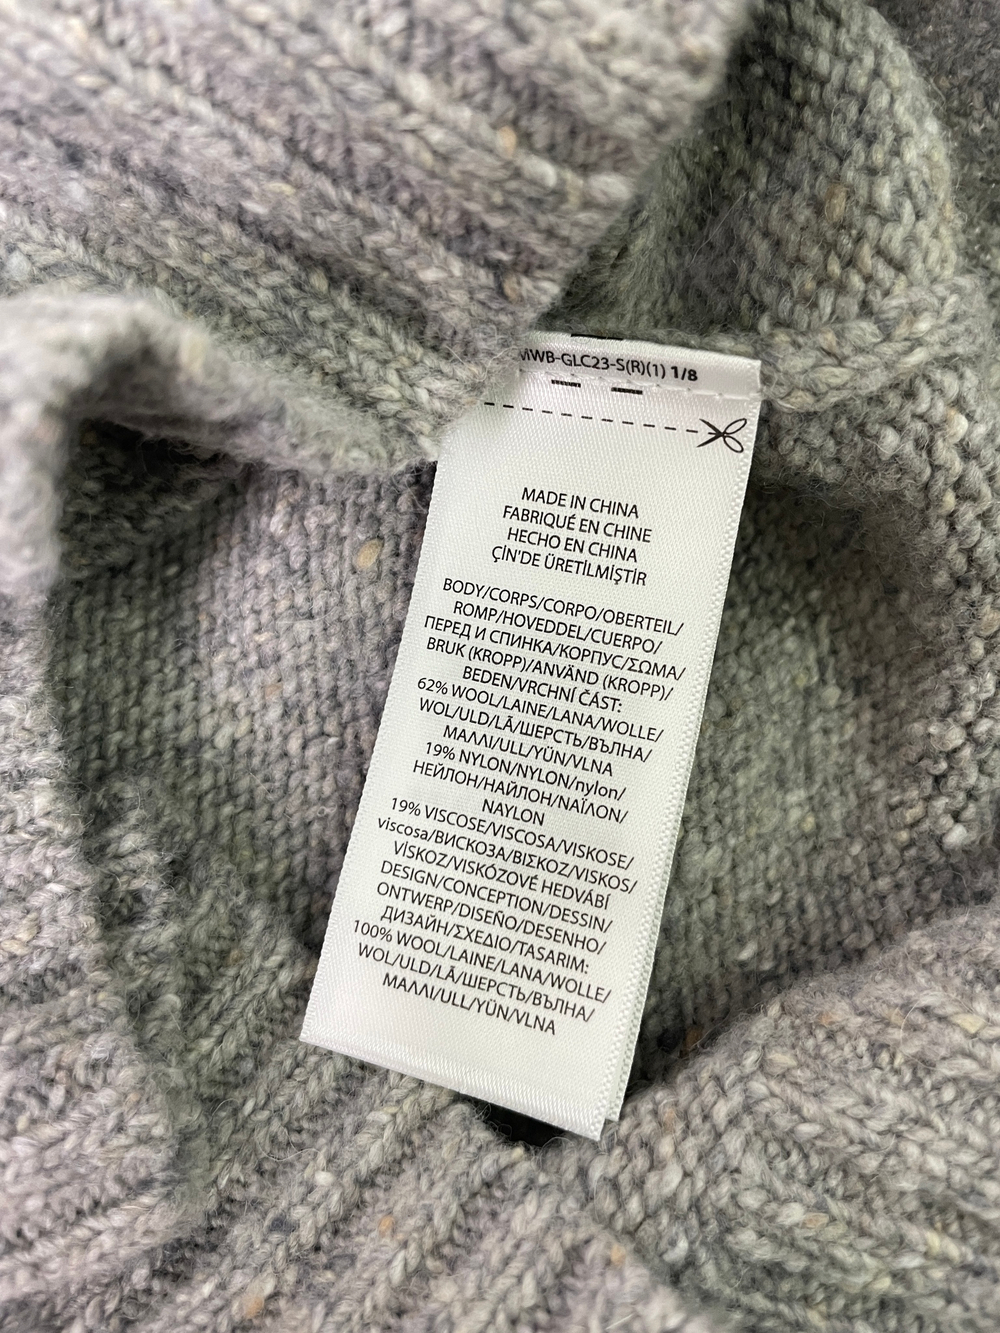 MWB-GLC23-S(R)(1) 1/8
MADE IN CHINA
FABRIQUÉ EN CHINE
HECHO EN CHINA
ÇİN'DE ÜRETİLMİŞTİR
BODY/CORPS/CORPO/OBERTEIL/
ROMP/HOVEDDEL/CUERPO/
ПЕРЕД И СПИНКА/КОРПУС/ΣΩΜΑ/
BRUK (KROPP)/ANVÄND (KROPP)/
BEDEN/VRCHNÍ ČÁST:
62% WOOL/LAINE/LANA/WOLLE/
WOL/ULD/LÃ/ШЕРСТЬ/ВЪЛНА/
ΜΑΛΛΙ/ULL/YÜN/VLNA
19% NYLON/NYLON/nylon/
НЕЙЛОН/НАЙЛОН/ΝΑΪΛΟΝ/
NAYLON
19% VISCOSE/VISCOSA/VISKOSE/
viscosa/ВИСКОЗА/ΒΙΣΚΟΖ/VISKOS/
VİSKOZ/VISKÓZOVÉ HEDVÁBÍ
DESIGN/CONCEPTION/DESSIN/
ONTWERP/DISEÑO/DESENHO/
ДИЗАЙН/ΣΧΕΔΙΟ/TASARIM:
100% WOOL/LAINE/LANA/WOLLE/
WOL/ULD/LÃ/ШЕРСТЬ/ВЪЛНА/
ΜΑΛΛΙ/ULL/YÜN/VLNA